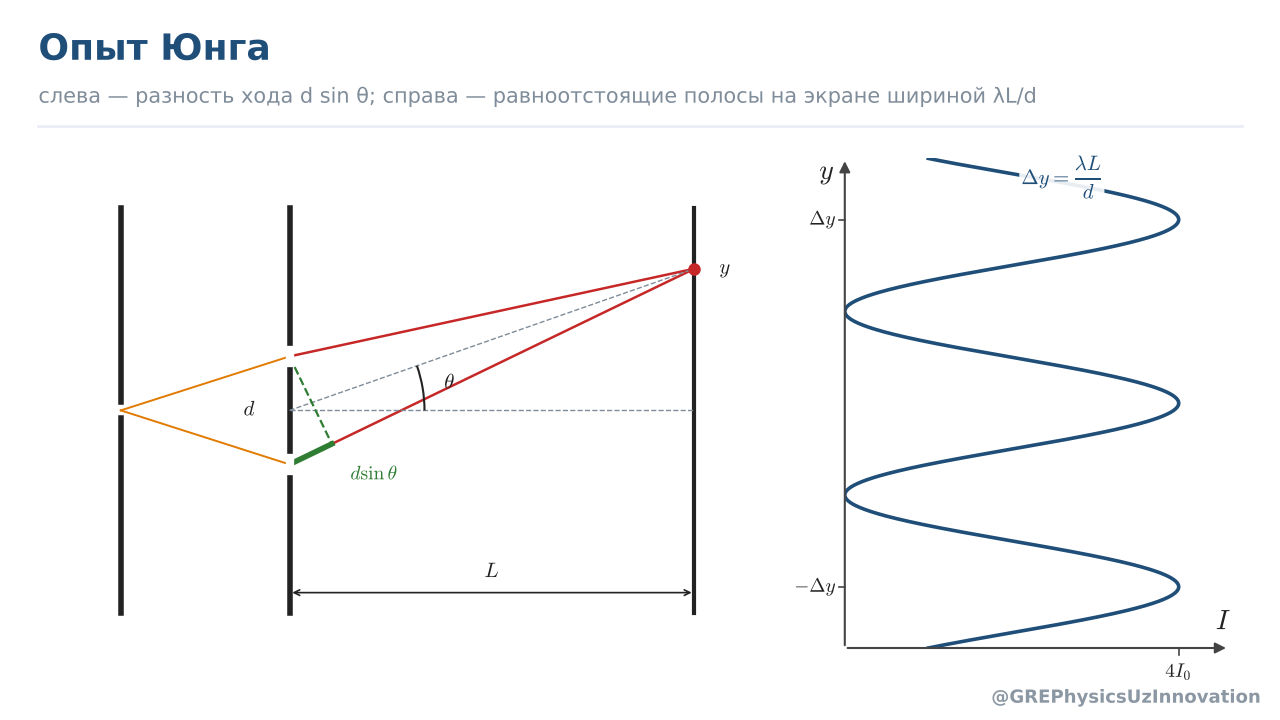 Опыт Юнга
слева — разность хода d sin θ; справа — равноотстоящие полосы на экране шириной λL/d
y
Δy = λL/d
Δy
y
θ
d
d sin θ
L
−Δy
I
4I₀
@GREPhysicsUzInnovation